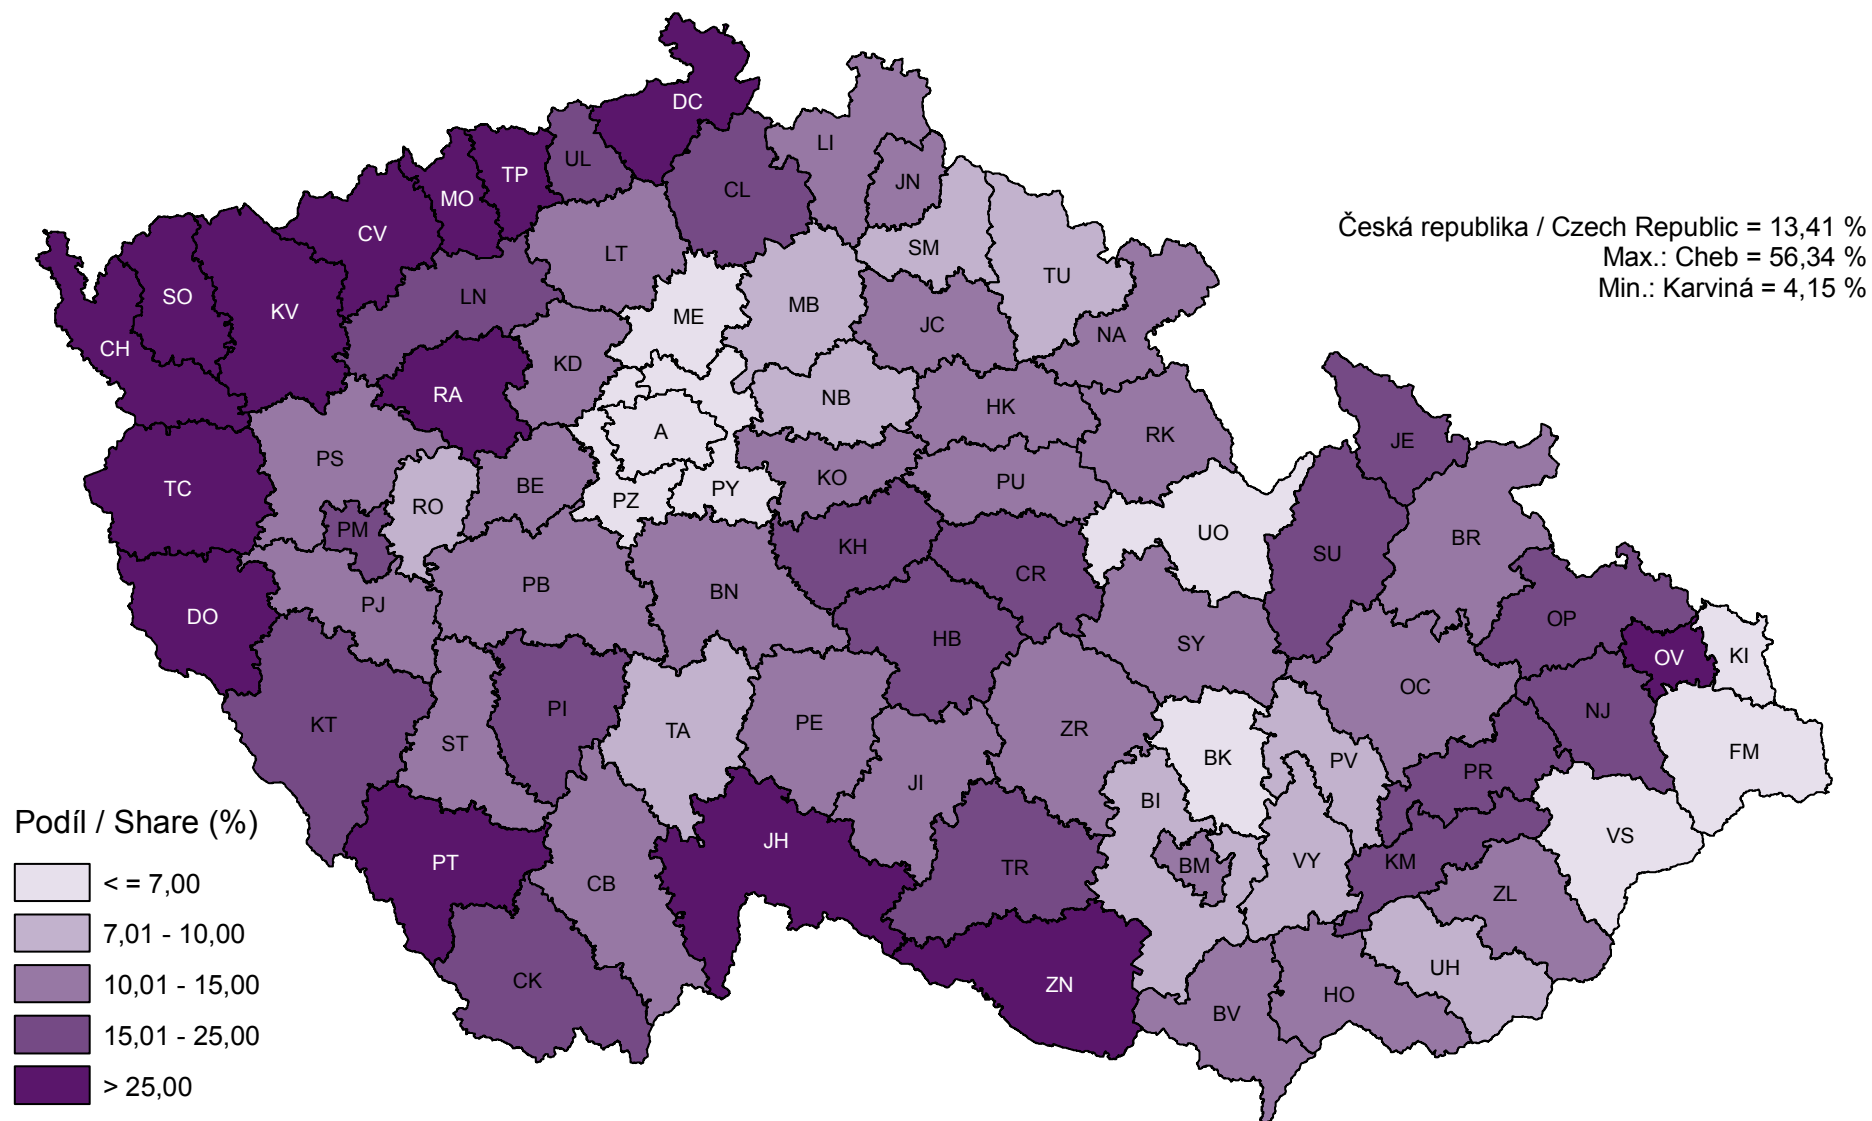 DC
LI
UL
TP
JN
CL
MO
CV
SM
LT
TU
SO
LN
KV
MB
ME
JC
NA
CH
KD
RA
NB
HK
A
RK
JE
PS
KO
PU
TC
BE
PY
PZ
RO
PM
UO
BR
KH
SU
CR
PB
BN
PJ
DO
OP
HB
SY
OV
KI
OC
PI
NJ
KT
TA
PE
ZR
ST
FM
BK
PV
PR
JI
BI
VS
JH
PT
VY
KM
BM
TR
CB
ZL
UH
CK
ZN
HO
BV
Česká republika / Czech Republic = 13,41 %
Max.: Cheb = 56,34 %
Min.: Karviná = 4,15 %
Podíl / Share (%)
< = 7,00
7,01 - 10,00
10,01 - 15,00
15,01 - 25,00
> 25,00